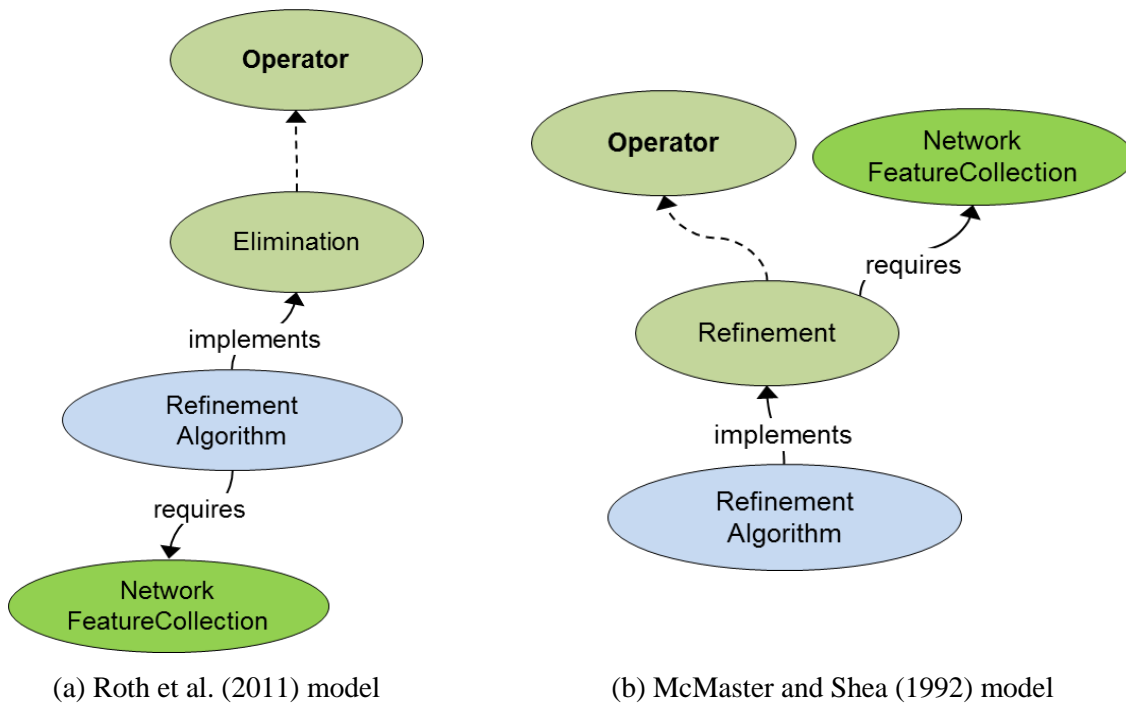 Operator
Elimination
implements
Refinement
Algorithm
requires
Network
FeatureCollection
(a) Roth et al. (2011) model
Operator
Network
FeatureCollection
requires
Refinement
implements
Refinement
Algorithm
(b) McMaster and Shea (1992) model